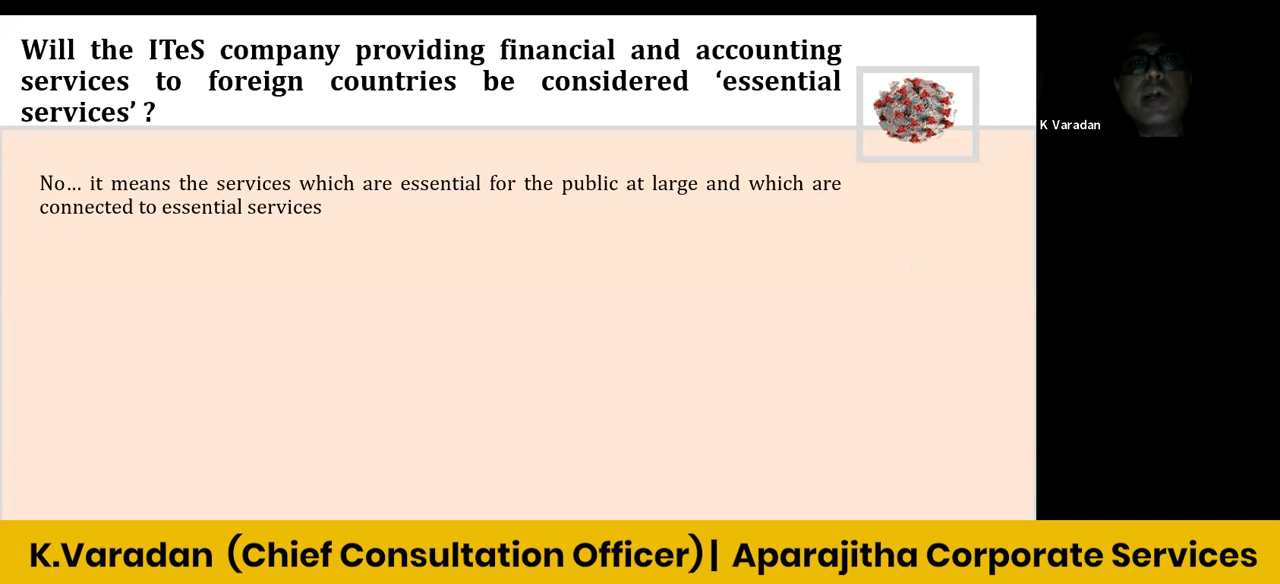 Will the ITeS company providing financial and accounting
services to foreign countries be considered ‘essential
services’ ?
K Varadan
No... it means the services which are essential for the public at large and which are
connected to essential services
K.Varadan (Chief Consultation Officer) | Aparajitha Corporate Services